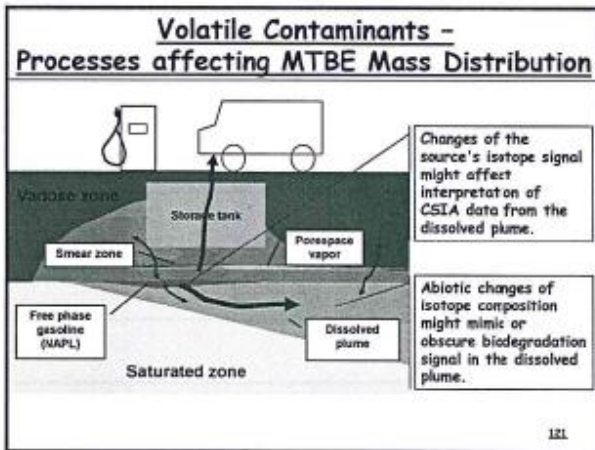 Volatile Contaminants –
Processes affecting MTBE Mass Distribution
Changes of the
source's isotope signal
might affect
interpretation of
CSIA data from the
dissolved plume.
Vadose zone
Storage tank
Smear zone
Porespace
vapor
Free phase
gasoline
(NAPL)
Dissolved
plume
Abiotic changes of
isotope composition
might mimic or
obscure biodegradation
signal in the dissolved
plume.
Saturated zone
121